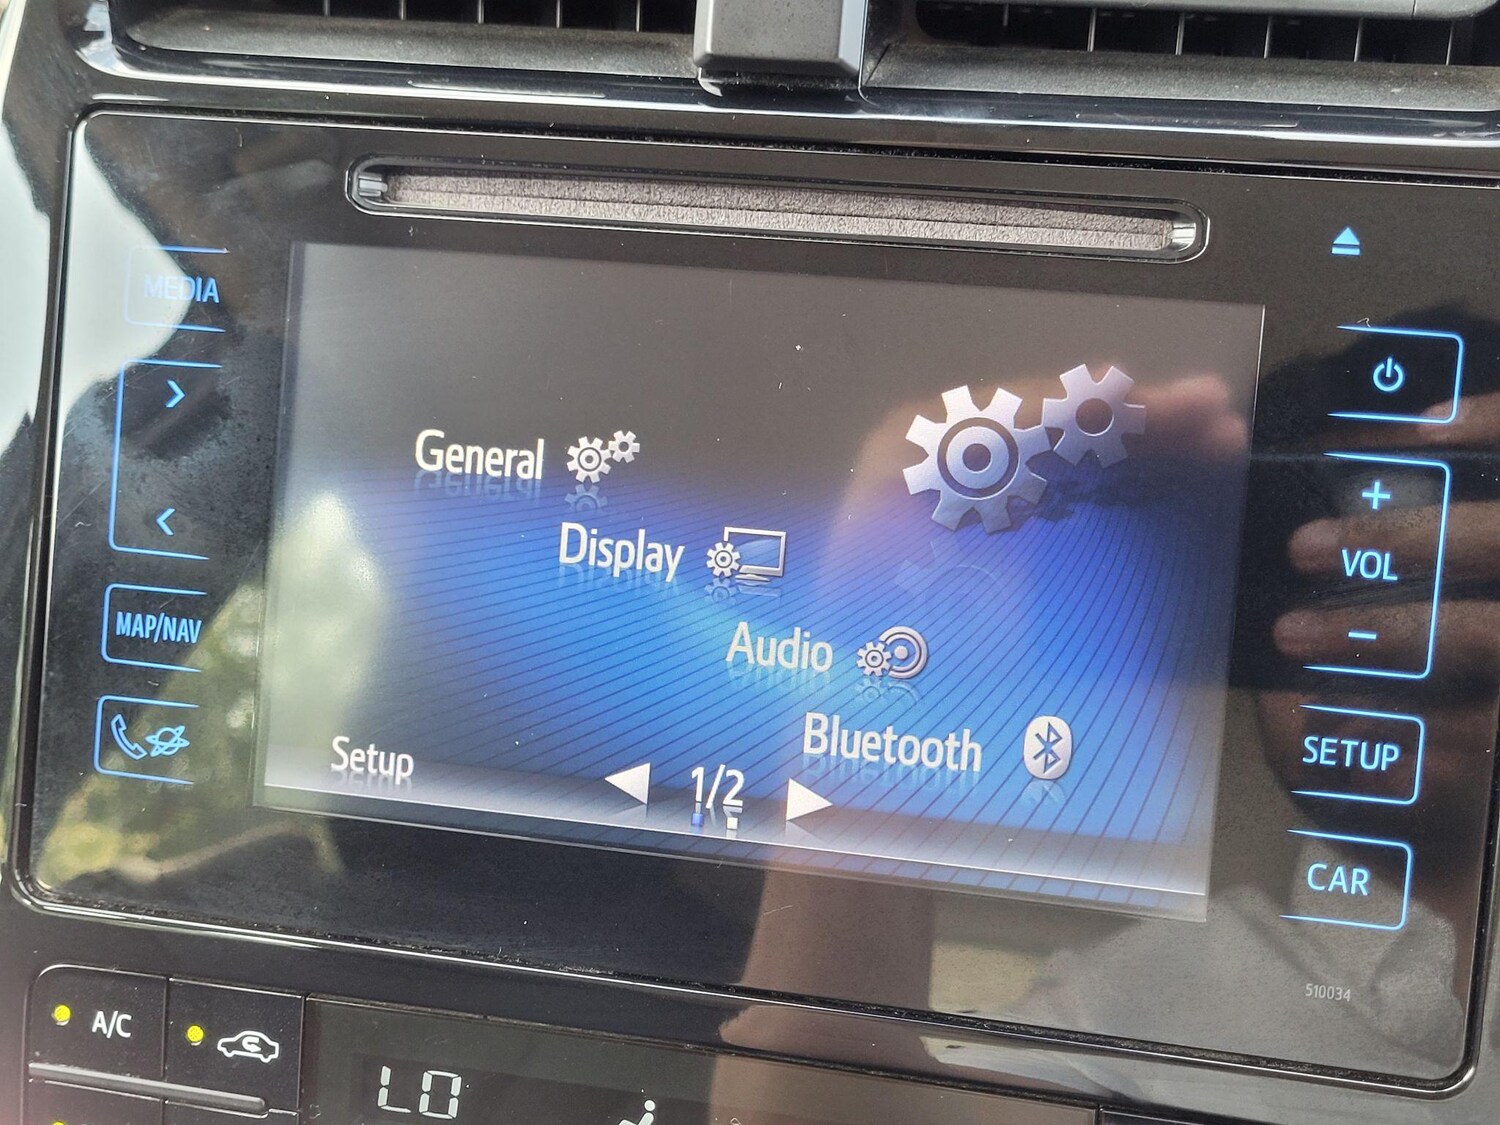 MEDIA
MAP/NAV
General
Display
Audio
Bluetooth
Setup
1/2
+
VOL
-
SETUP
CAR
510034
A/C
LO